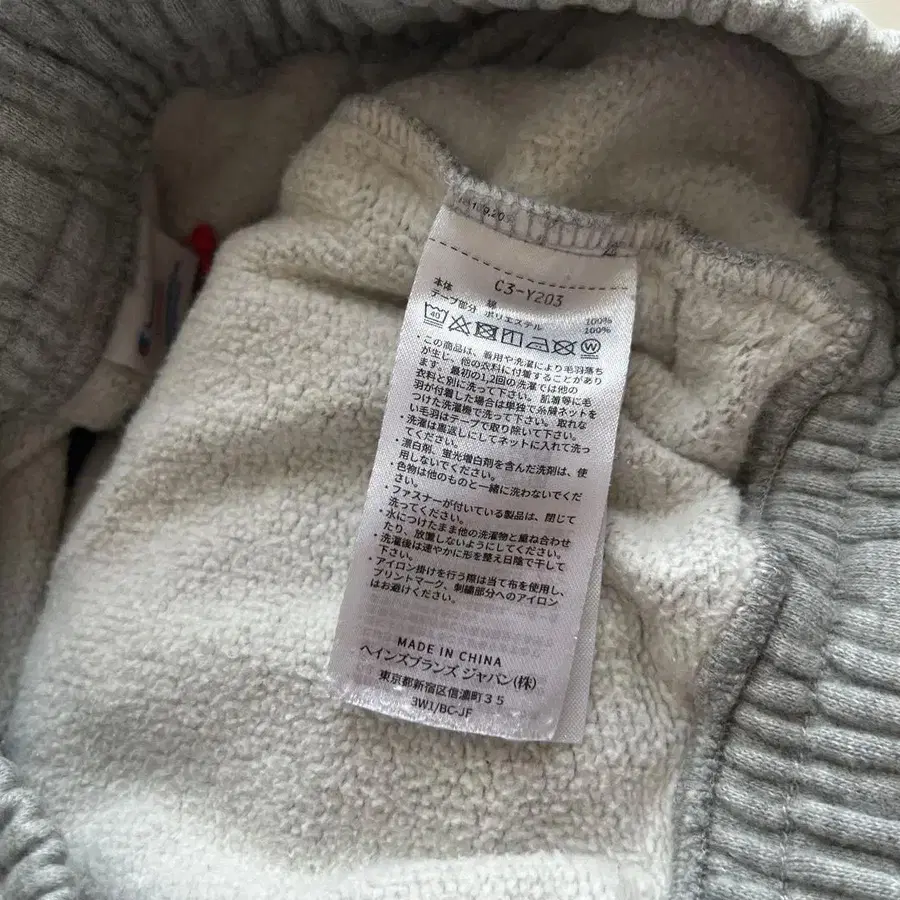 C3-Y203
本体 綿 100%
テープ部分 ポリエステル 100%
40
W
・この商品は、着用や洗濯により毛羽落ち
が生じ、他の衣料に付着することがあり
ます。最初の1,2回の洗濯では他の
衣料と別に洗って下さい。肌着等に毛
羽が付着した場合は単独で糸屑ネットを
つけた洗濯機で洗って下さい。取れな
い毛羽はテープで取り除いて下さい。
・洗濯は裏返しにしてネットに入れて洗っ
てください。
・漂白剤、蛍光増白剤を含んだ洗剤は、使
用しないでください。
・色物は他のものと一緒に洗わないでくだ
さい。
・ファスナーが付いている製品は、閉じて
洗ってください。
・水につけたまま他の洗濯物と重ね合わせ
たり、放置しないようにしてください。
・洗濯後は速やかに形を整え日陰で干して
下さい。
・アイロン掛けを行う際は当て布を使用し、
プリントマーク、刺繍部分へのアイロン
はお避けください。
MADE IN CHINA
ヘインズブランズ ジャパン(株)
東京都新宿区信濃町35
3W1/BC-JF